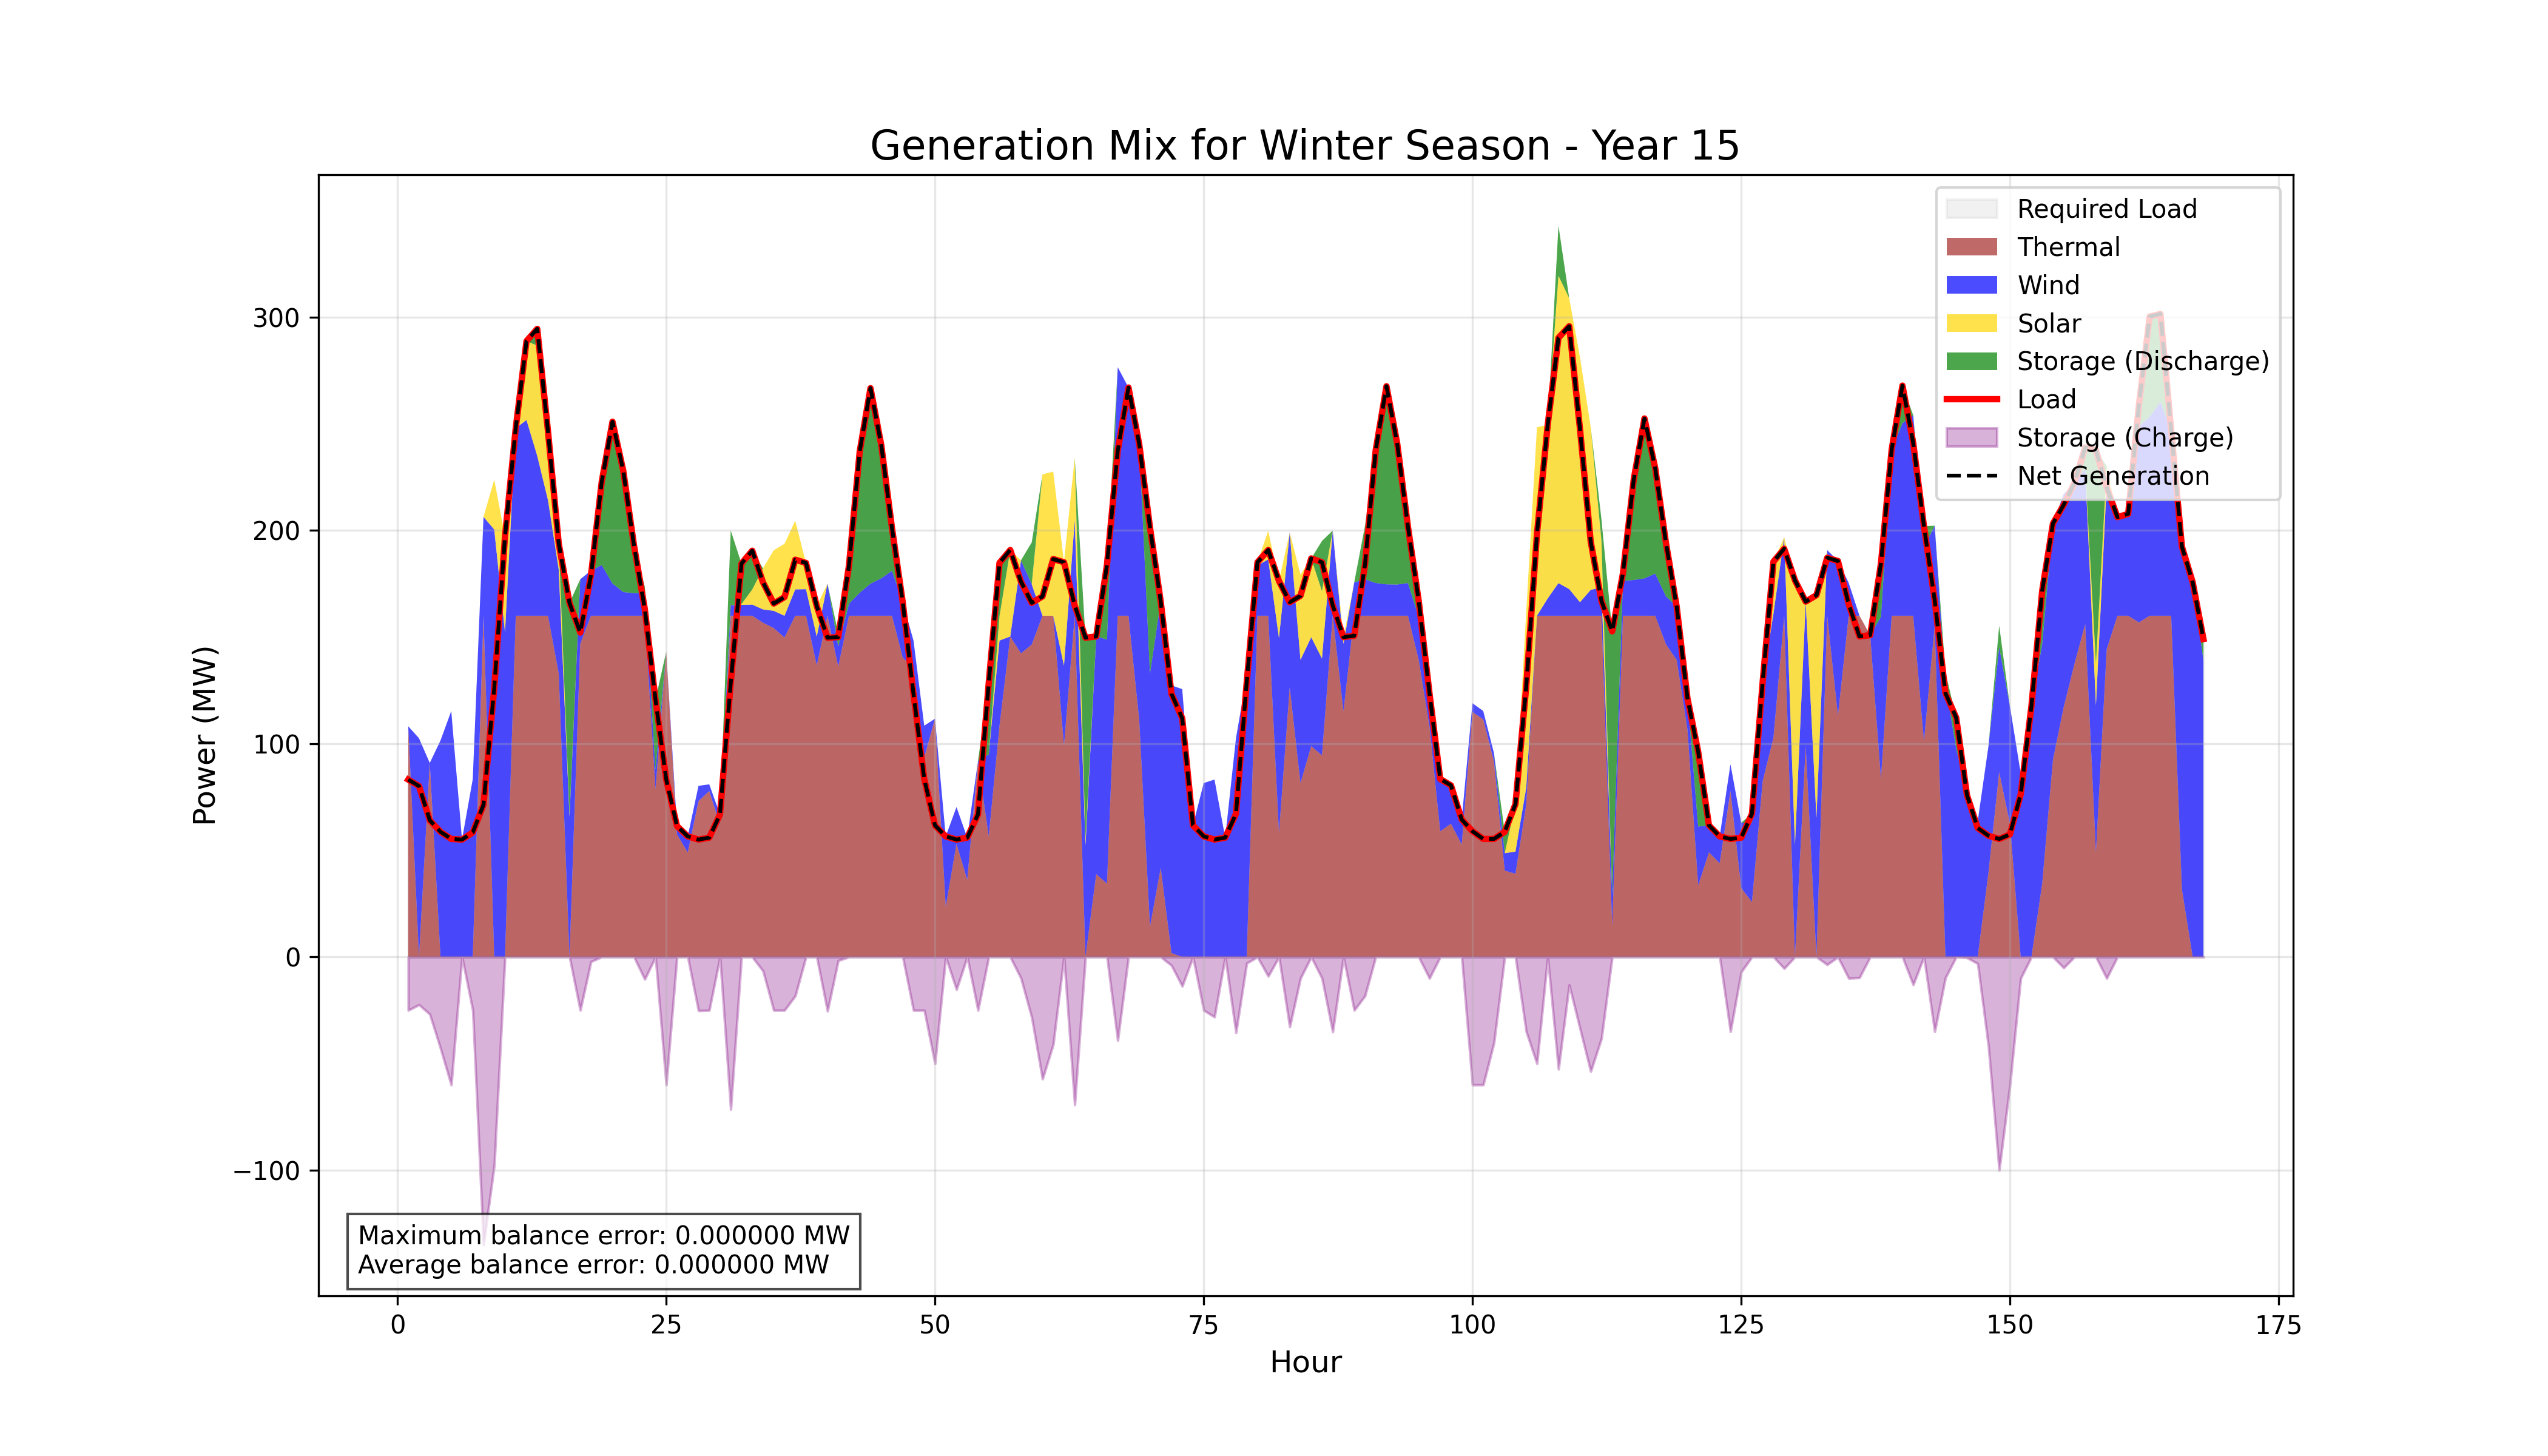 Generation Mix for Winter Season - Year 15
Required Load
Thermal
Wind
Solar
Storage (Discharge)
Load
Storage (Charge)
Net Generation
Power (MW)
300
200
100
0
−100
Maximum balance error: 0.000000 MW
Average balance error: 0.000000 MW
0
25
50
75
100
125
150
175
Hour